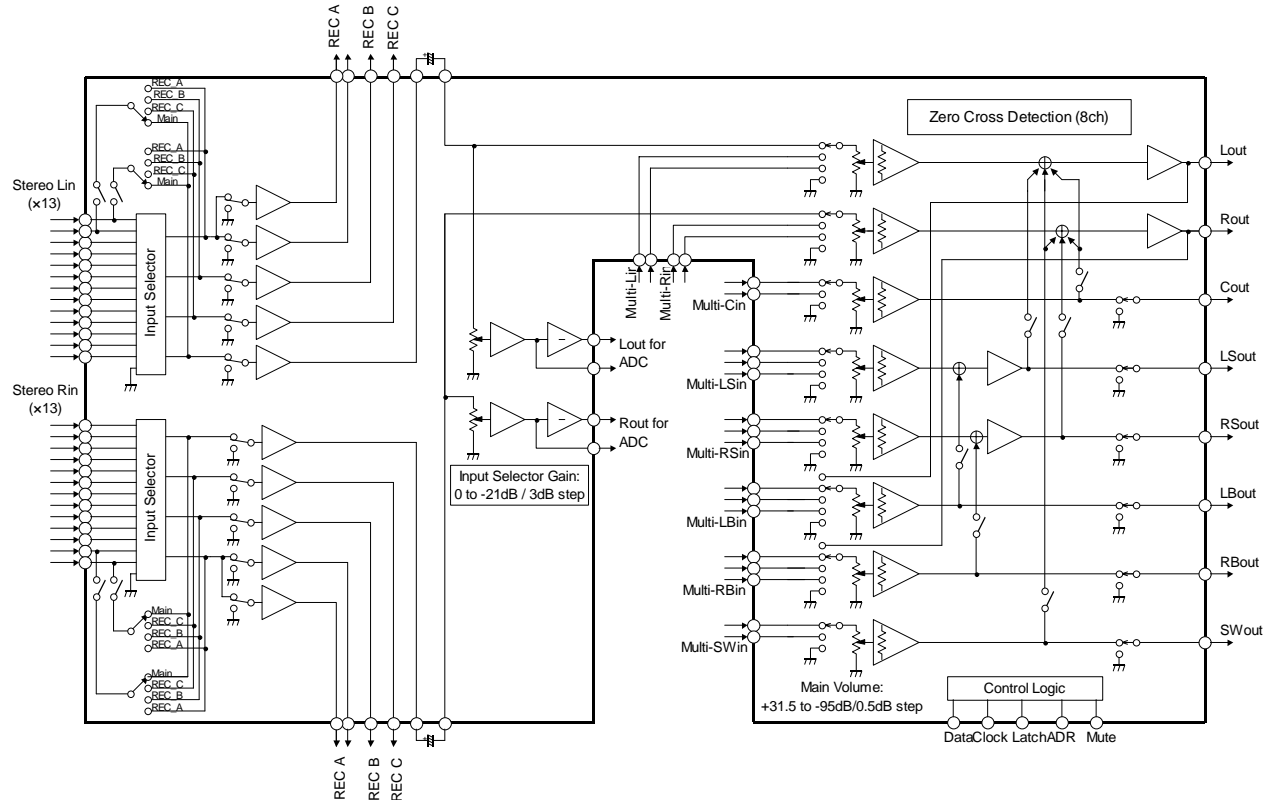 REC A
REC B
REC C
REC_A
REC_B
REC_C
Main
REC_A
REC_B
REC_C
Main
Zero Cross Detection (8ch)
Stereo Lin
(×13)
Input Selector
Lout
Rout
Cout
LSout
RSout
LBout
RBout
SWout
Multi-Lin
Multi-Rin
Multi-Cin
Multi-LSin
Multi-RSin
Multi-LBin
Multi-RBin
Multi-SWin
Lout for
ADC
Rout for
ADC
Input Selector Gain:
0 to -21dB / 3dB step
Stereo Rin
(×13)
Input Selector
Main
REC_C
REC_B
REC_A
Main
REC_C
REC_B
REC_A
Main Volume:
+31.5 to -95dB/0.5dB step
Control Logic
Data Clock Latch ADR Mute
REC A
REC B
REC C